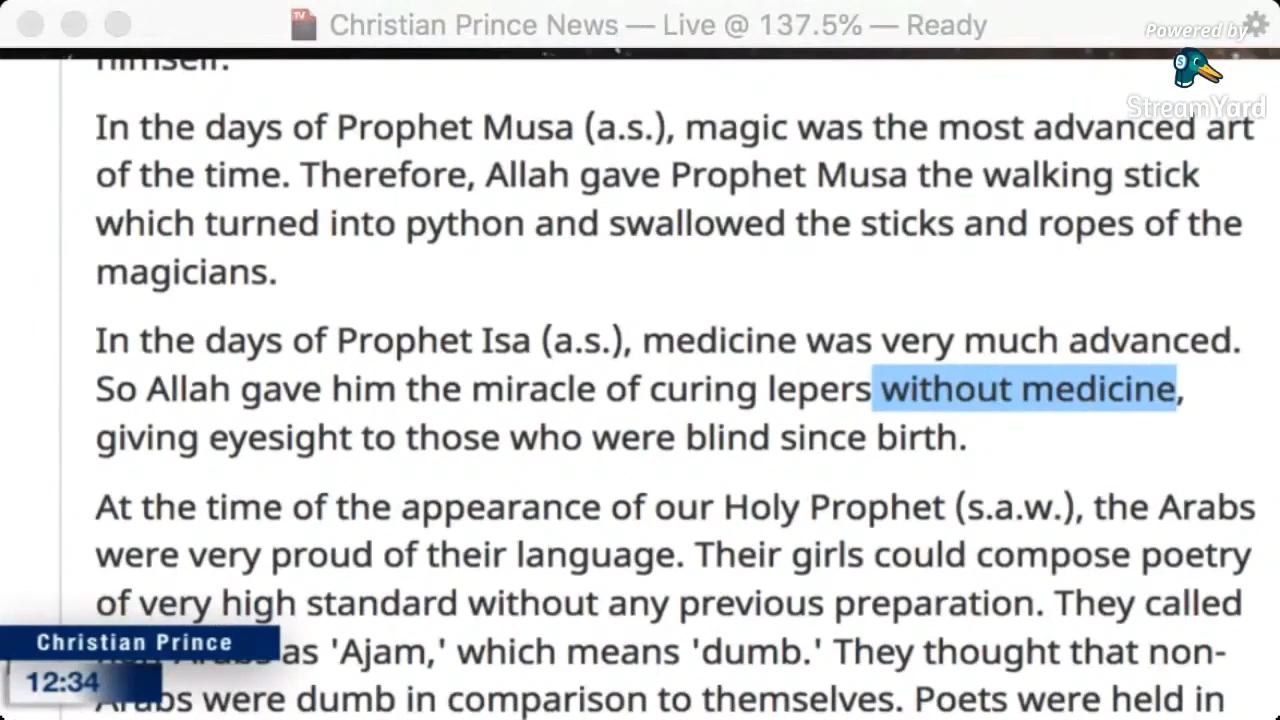 Christian Prince News — Live @ 137.5% — Ready
Powered by
StreamYard
himself.
In the days of Prophet Musa (a.s.), magic was the most advanced art
of the time. Therefore, Allah gave Prophet Musa the walking stick
which turned into python and swallowed the sticks and ropes of the
magicians.
In the days of Prophet Isa (a.s.), medicine was very much advanced.
So Allah gave him the miracle of curing lepers without medicine,
giving eyesight to those who were blind since birth.
At the time of the appearance of our Holy Prophet (s.a.w.), the Arabs
were very proud of their language. Their girls could compose poetry
of very high standard without any previous preparation. They called
as 'Ajam,' which means 'dumb.' They thought that non-
Arabs were dumb in comparison to themselves. Poets were held in
Christian Prince
12:34